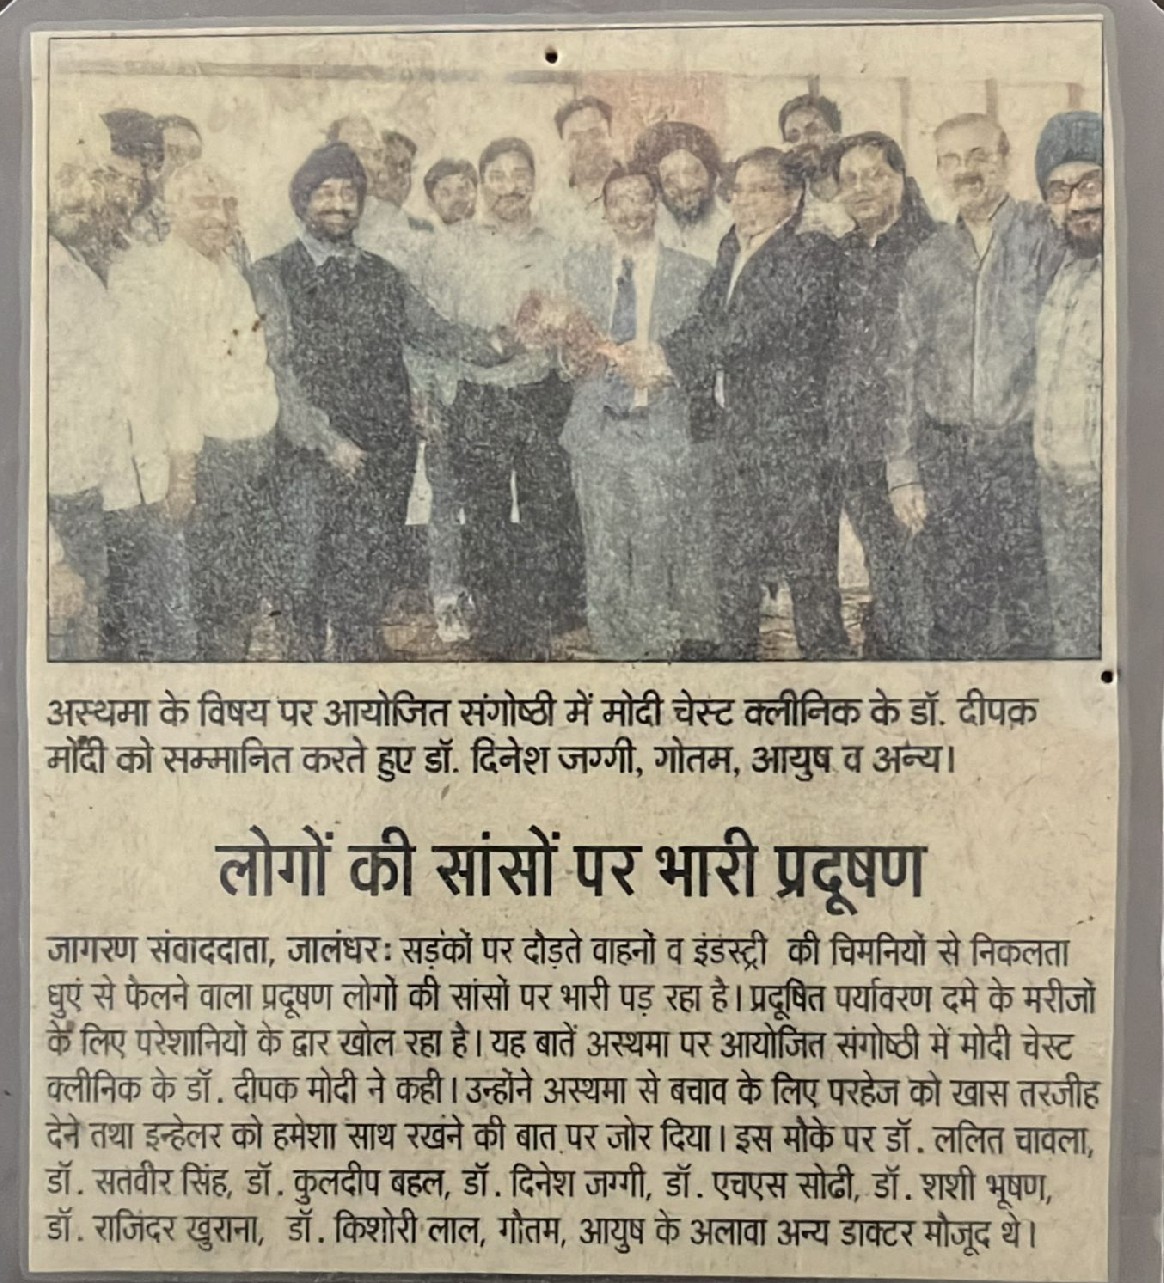 अस्थमा के विषय पर आयोजित संगोष्ठी में मोदी चेस्ट क्लीनिक के डॉ. दीपक
मोदी को सम्मानित करते हुए डॉ. दिनेश जग्गी, गोतम, आयुष व अन्य।
लोगों की सांसों पर भारी प्रदूषण
जागरण संवाददाता, जालंधर: सड़कों पर दौड़ते वाहनों व इंडस्ट्री की चिमनियों से निकलता
धुएं से फैलने वाला प्रदूषण लोगों की सांसों पर भारी पड़ रहा है। प्रदूषित पर्यावरण दमे के मरीजों
के लिए परेशानियों के द्वार खोल रहा है। यह बातें अस्थमा पर आयोजित संगोष्ठी में मोदी चेस्ट
क्लीनिक के डॉ. दीपक मोदी ने कही। उन्होंने अस्थमा से बचाव के लिए परहेज को खास तरजीह
देने तथा इन्हेलर को हमेशा साथ रखने की बात पर जोर दिया। इस मौके पर डॉ. ललित चावला,
डॉ. सतवीर सिंह, डॉ. कुलदीप बहल, डॉ. दिनेश जग्गी, डॉ. एचएस सोढी, डॉ. शशी भूषण,
डॉ. राजिंदर खुराना, डॉ. किशोरी लाल, गौतम, आयुष के अलावा अन्य डाक्टर मौजूद थे।